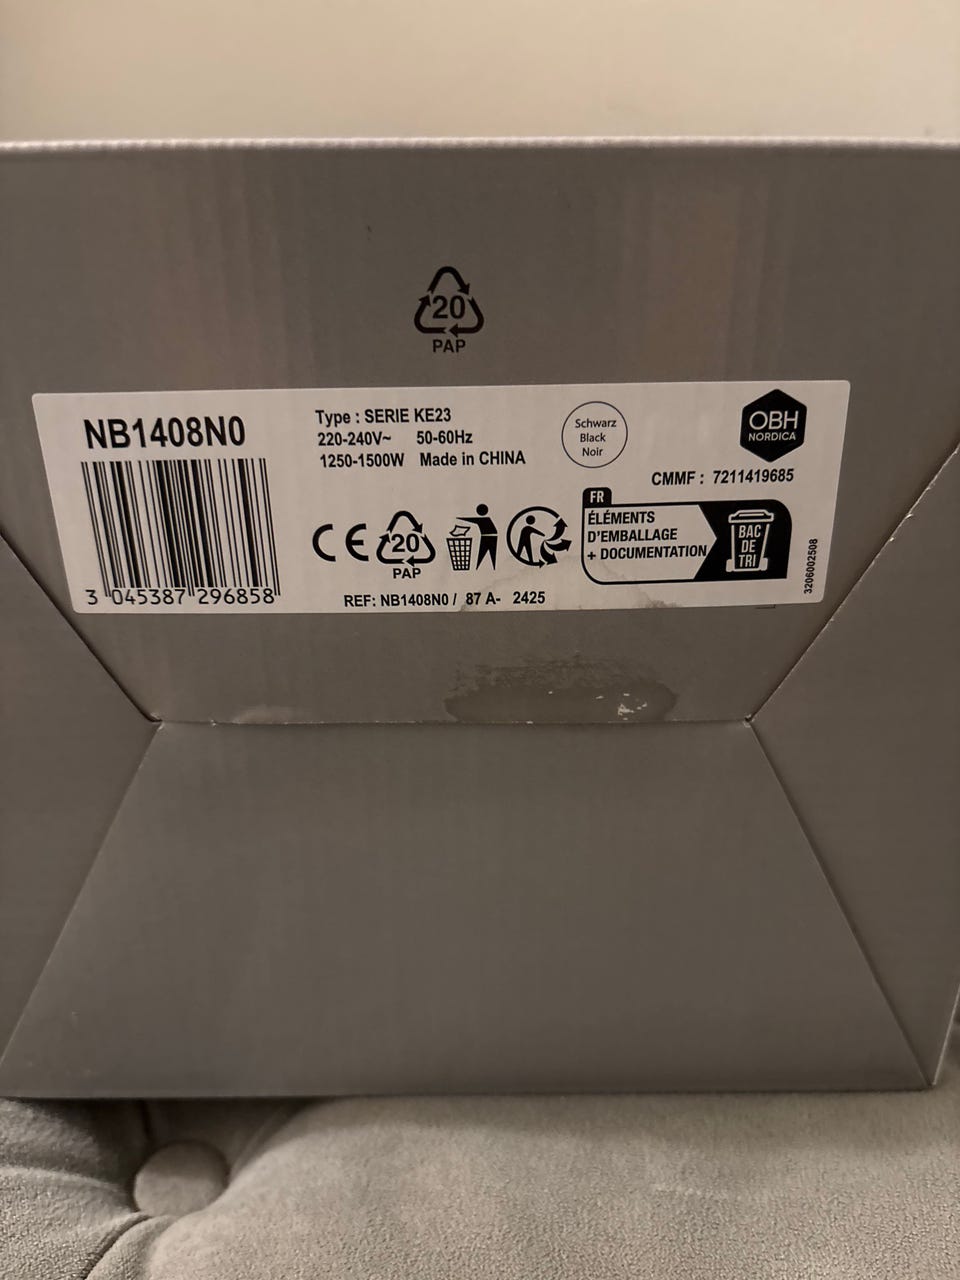 20
PAP
NB1408N0
3 045387 296858
Type : SERIE KE23
220-240V~ 50-60Hz
1250-1500W Made in CHINA
Schwarz
Black
Noir
OBH
NORDICA
CMMF : 7211419685
CE
20
PAP
FR
ÉLÉMENTS
D'EMBALLAGE
+ DOCUMENTATION
BAC
DE
TRI
3206002508
REF: NB1408N0 / 87 A- 2425